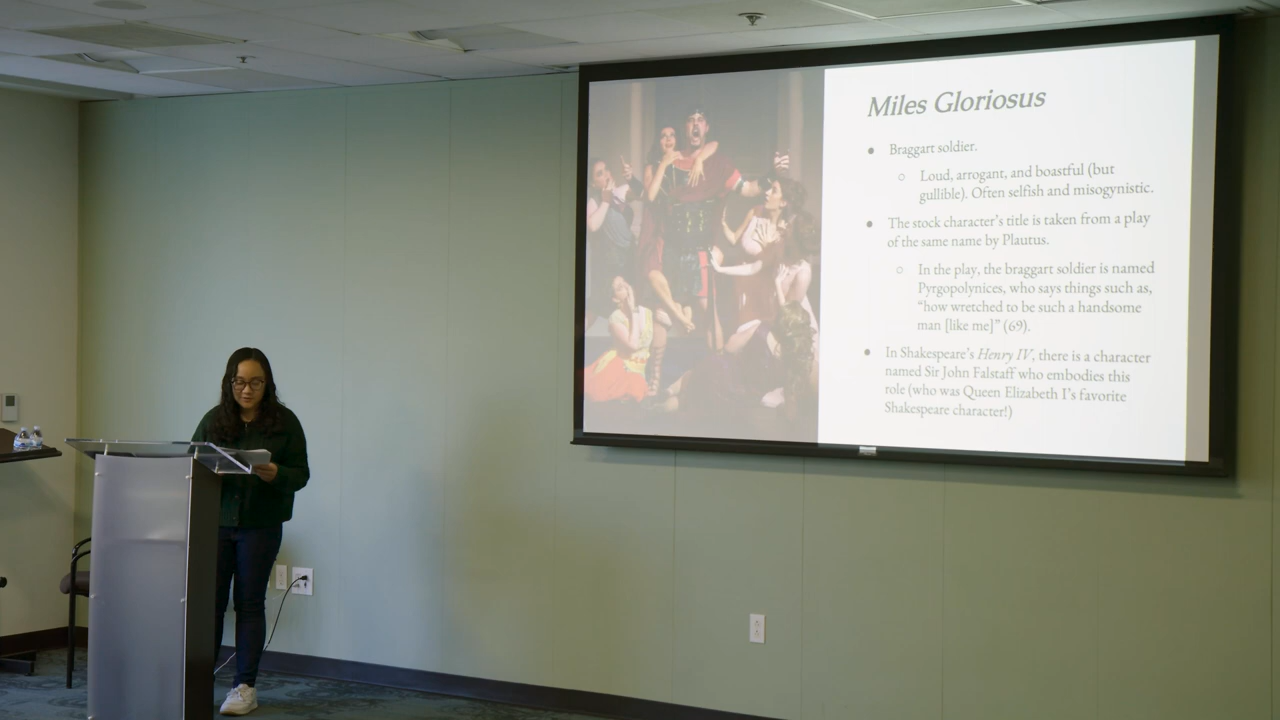 Miles Gloriosus
● Braggart soldier.
○ Loud, arrogant, and boastful (but
gullible). Often selfish and misogynistic.
● The stock character's title is taken from a play
of the same name by Plautus.
○ In the play, the braggart soldier is named
Pyrgopolynices, who says things such as,
"how wretched to be such a handsome
man [like me]" (69).
● In Shakespeare's Henry IV, there is a character
named Sir John Falstaff who embodies this
role (who was Queen Elizabeth I's favorite
Shakespeare character!)